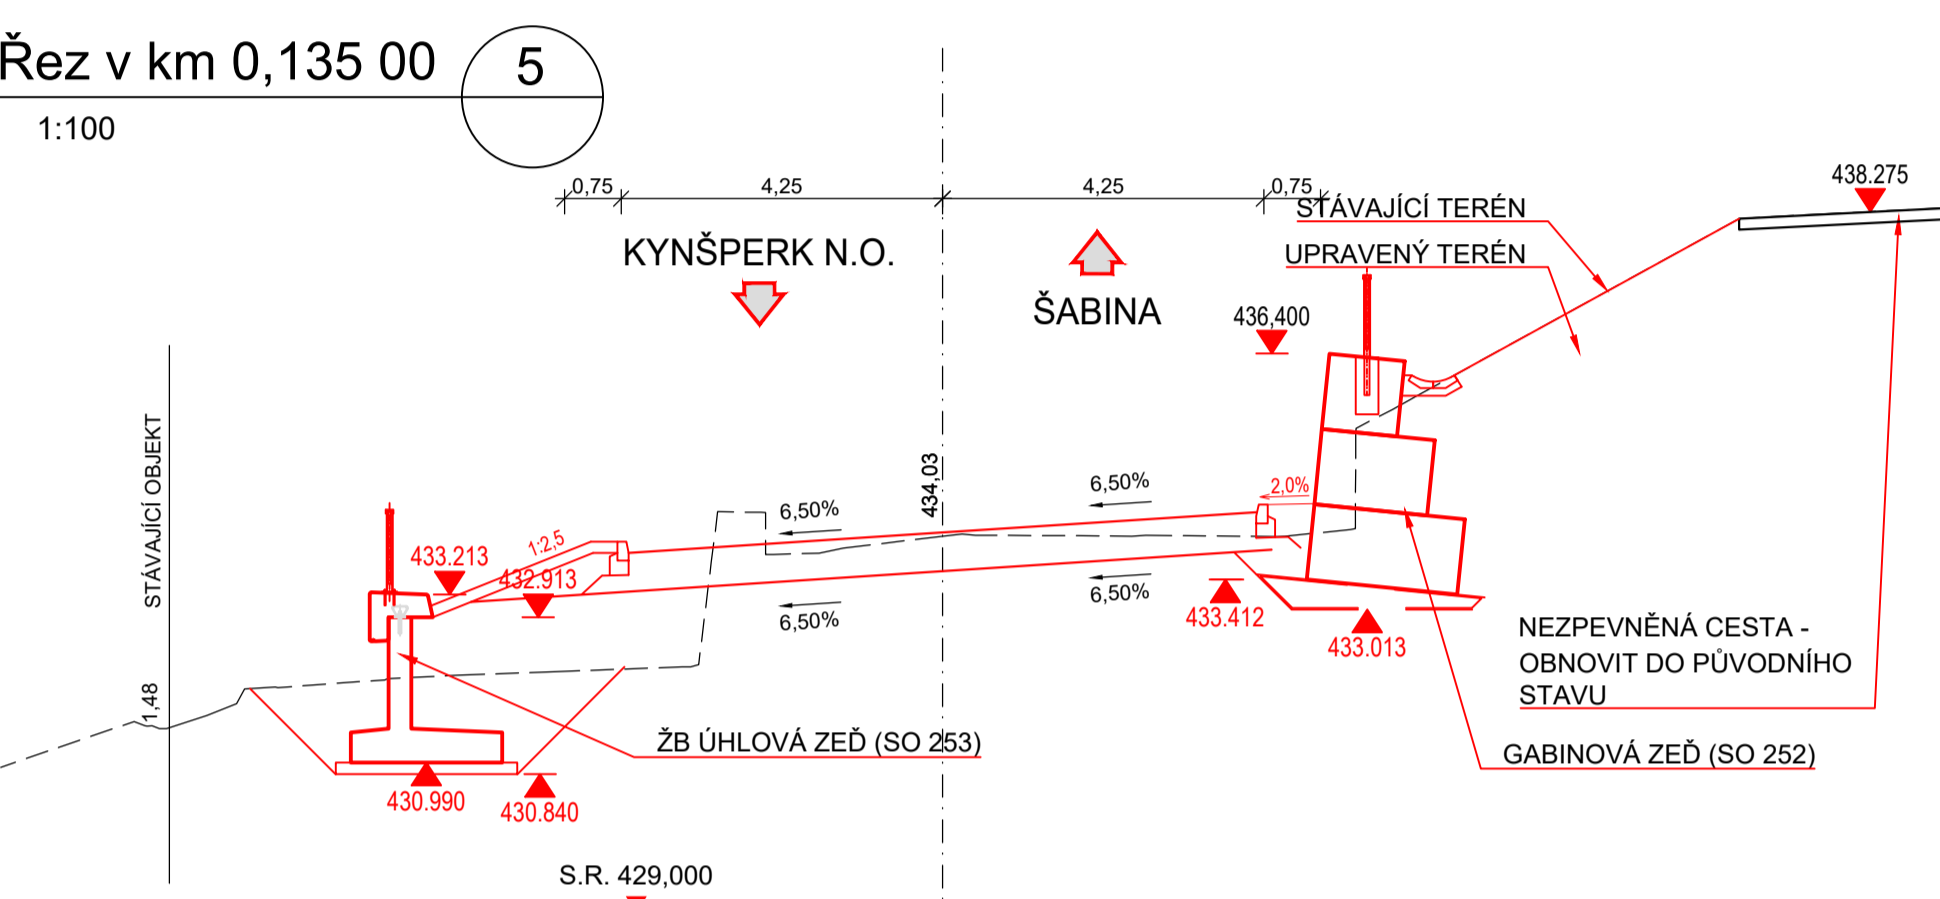 Řez v km 0,135 00
5
1:100
0,75
4,25
4,25
0,75
438.275
STÁVAJÍCÍ TERÉN
KYNŠPERK N.O.
UPRAVENÝ TERÉN
ŠABINA
436,400
STÁVAJÍCÍ OBJEKT
1,48
434,03
6,50%
6,50%
2,0%
1:2,5
433.213
432.913
6,50%
6,50%
433.412
433.013
NEZPEVNĚNÁ CESTA -
OBNOVIT DO PŮVODNÍHO
STAVU
ŽB ÚHLOVÁ ZEĎ (SO 253)
GABINOVÁ ZEĎ (SO 252)
430.990
430.840
S.R. 429,000